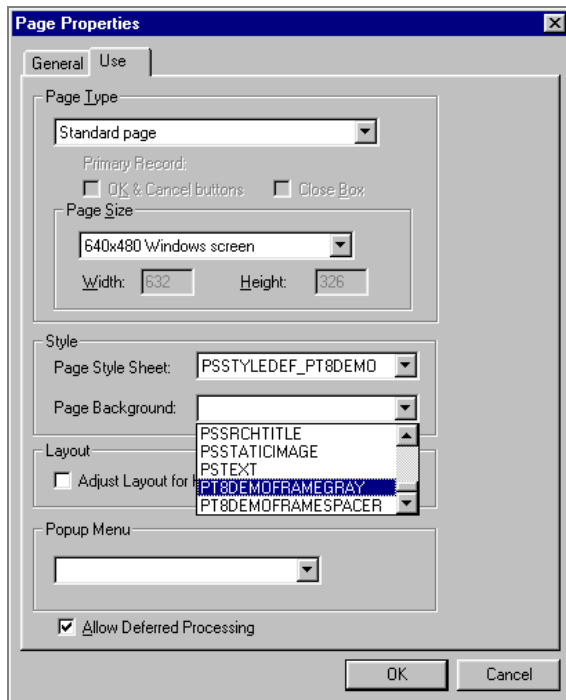 Page Properties
General Use
Page Type
Standard page
Primary Record:
OK & Cancel buttons Close Box
Page Size
640x480 Windows screen
Width: 632 Height: 326
Style
Page Style Sheet: PSSTYLEDEF_PT8DEMO
Page Background:
PSSRCHTITLE
PSSTATICIMAGE
Layout
PSTEXT
Adjust Layout for
PT8DEMOFRAMEGRAY
PT8DEMOFRAMESPACER
Popup Menu
Allow Deferred Processing
OK Cancel